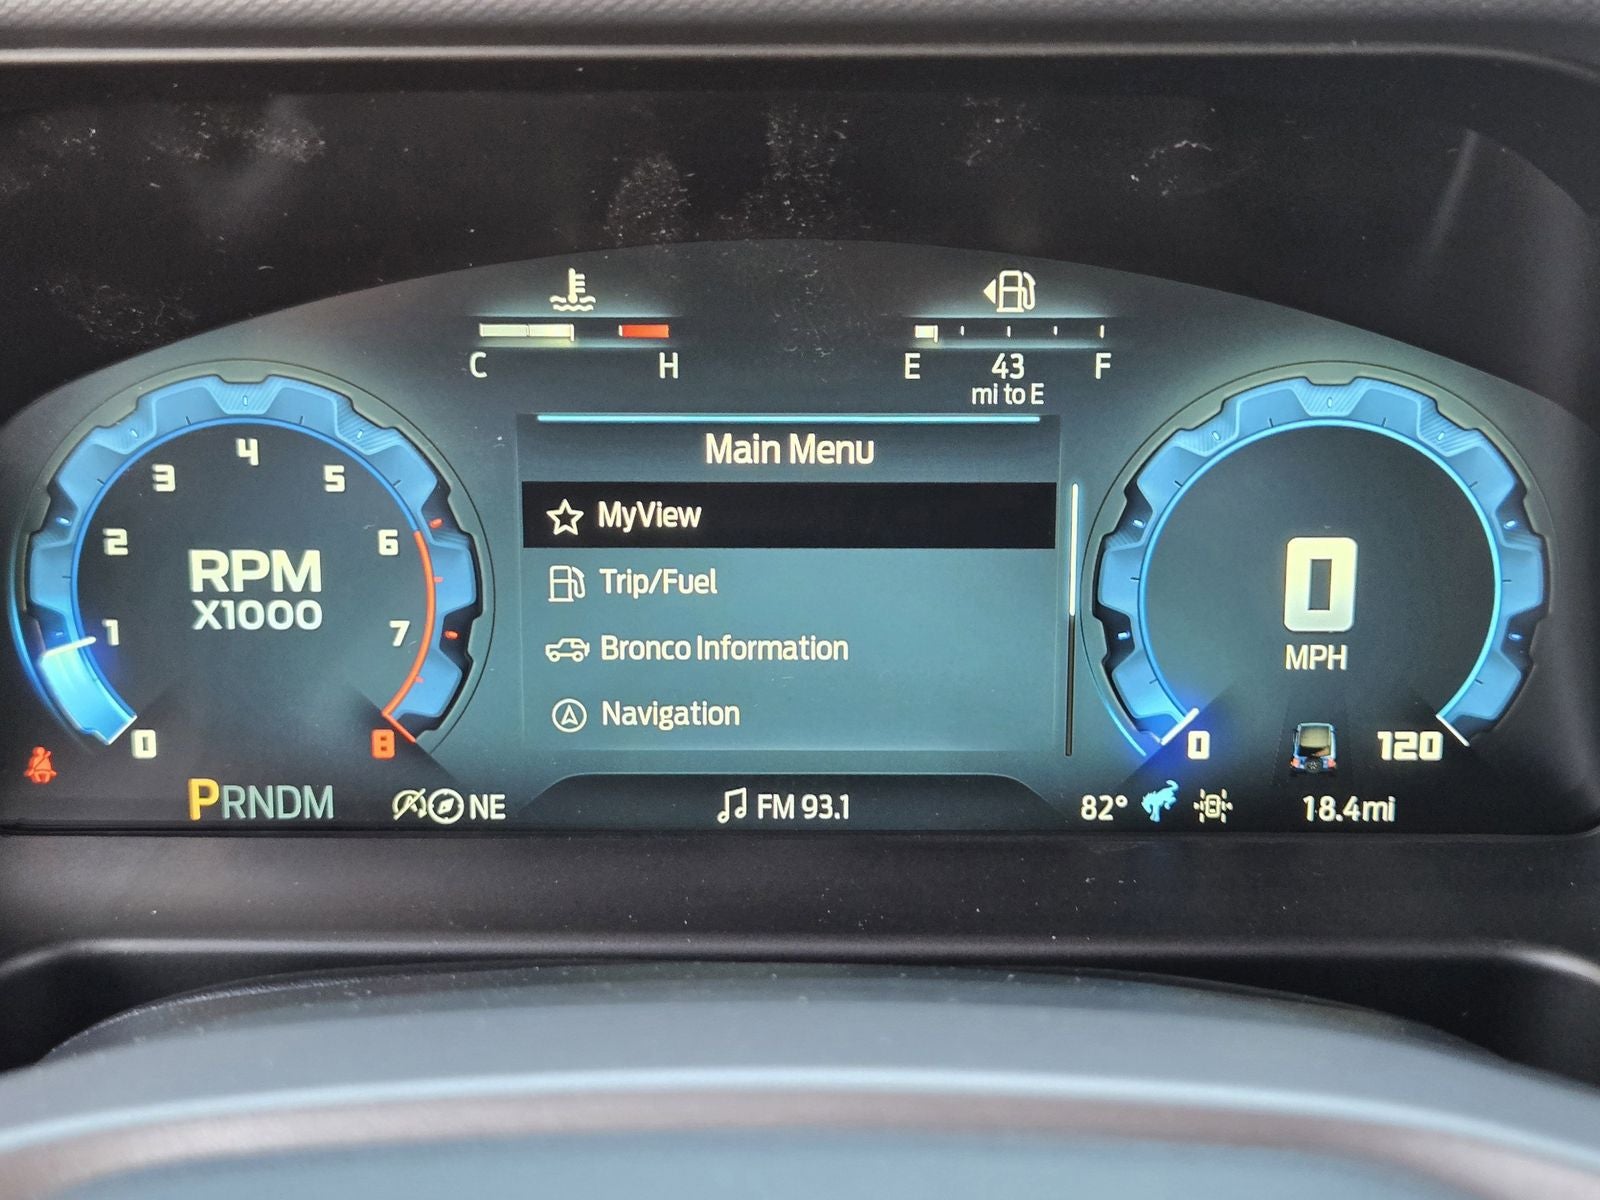 C H
E 43 F
mi to E
Main Menu
MyView
Trip/Fuel
Bronco Information
Navigation
0 1 2 3 4 5 6 7 8
RPM
X1000
0
MPH
0 120
PRNDM
NE
FM 93.1
82°
18.4mi